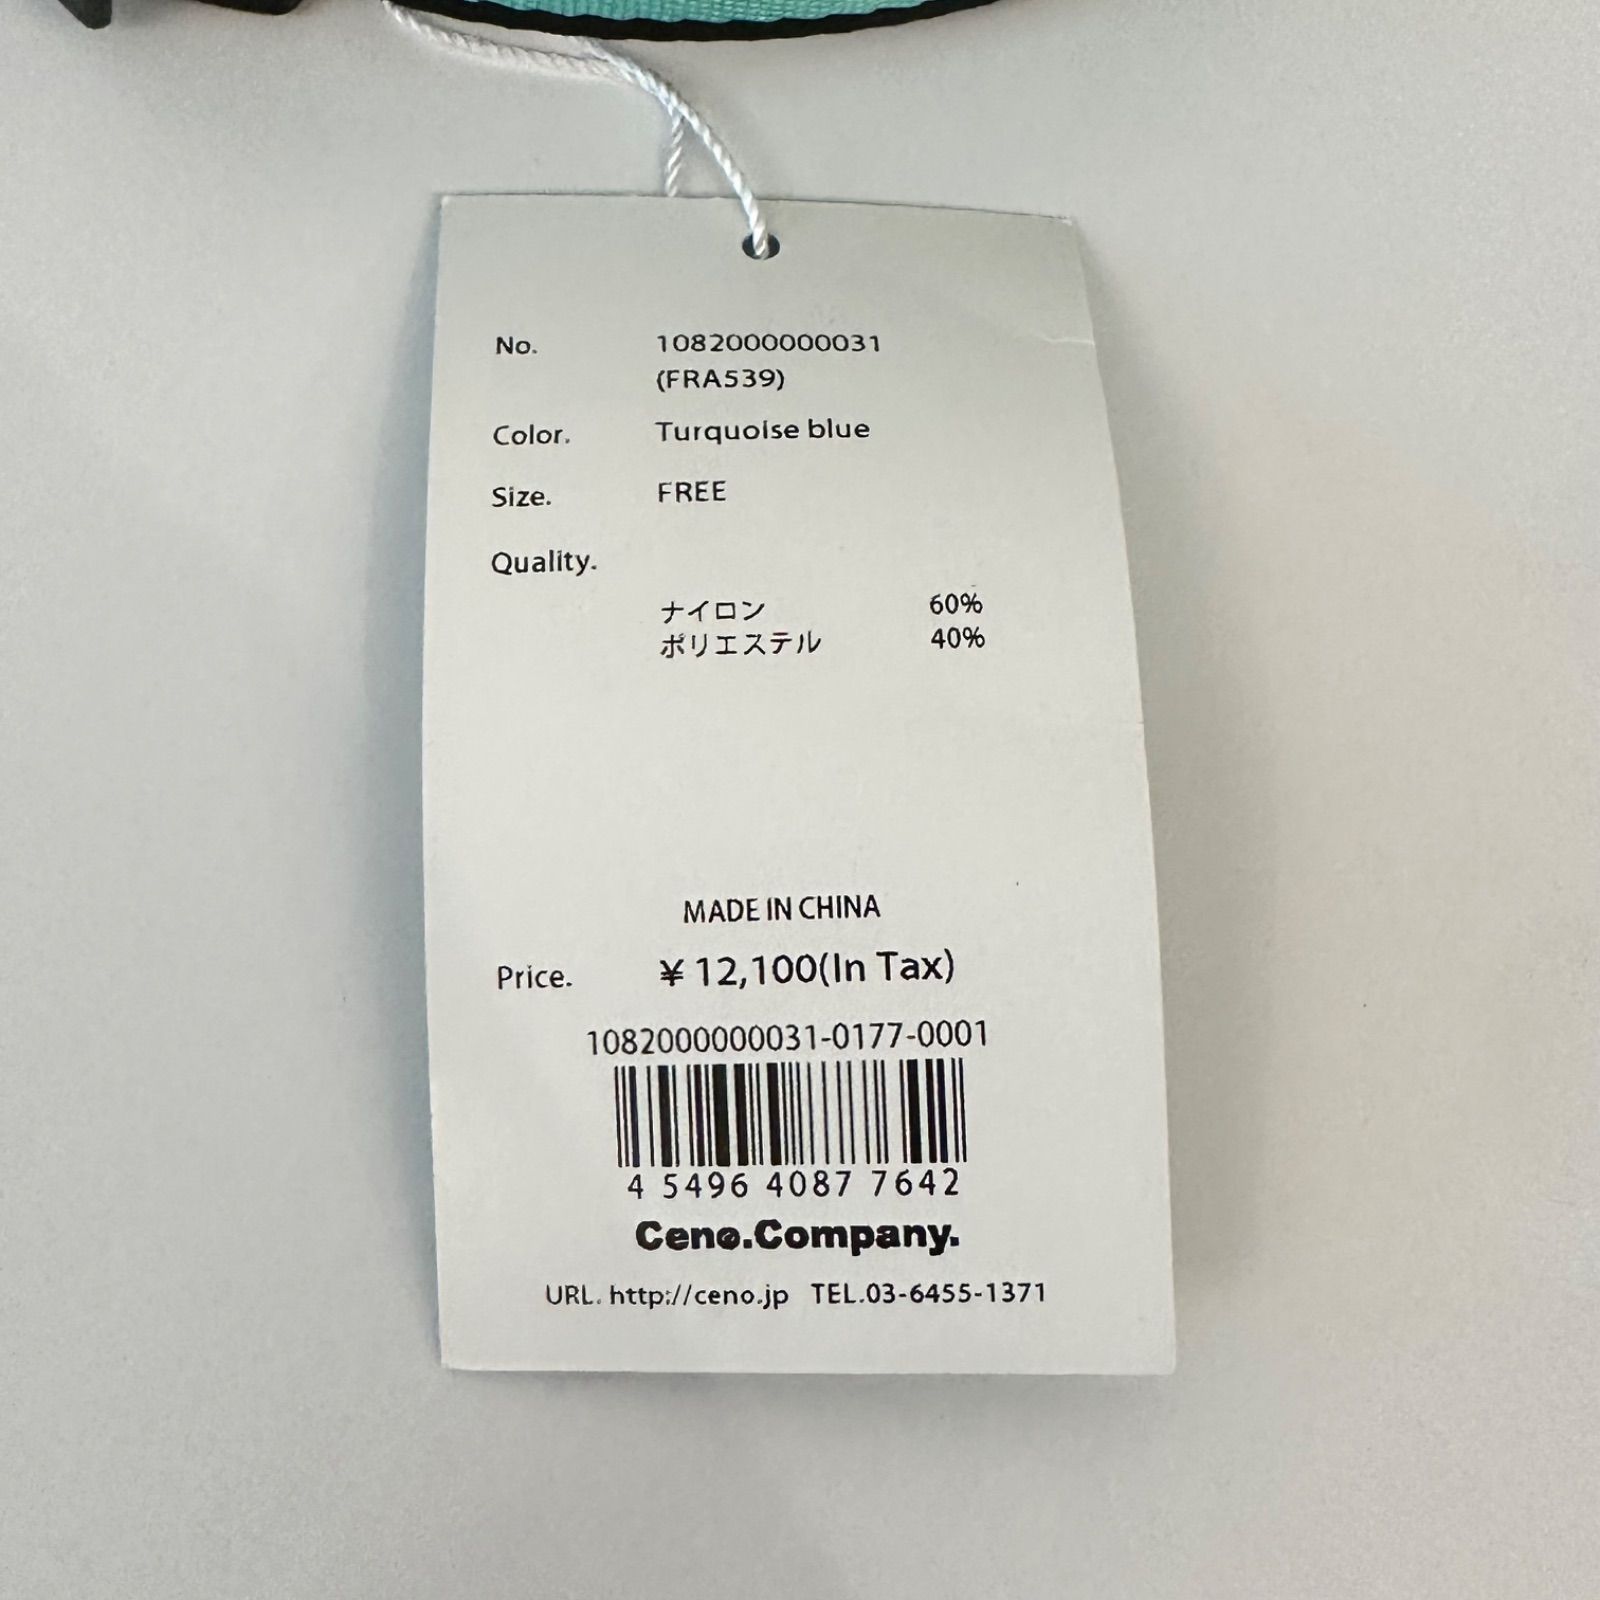 No. 1082000000031
(FRA539)
Color. Turquoise blue
Size. FREE
Quality.
ナイロン 60%
ポリエステル 40%
MADE IN CHINA
Price. ¥ 12,100(In Tax)
1082000000031-0177-0001
4 5496 4087 7642
Ceno.Company.
URL. http://ceno.jp TEL.03-6455-1371